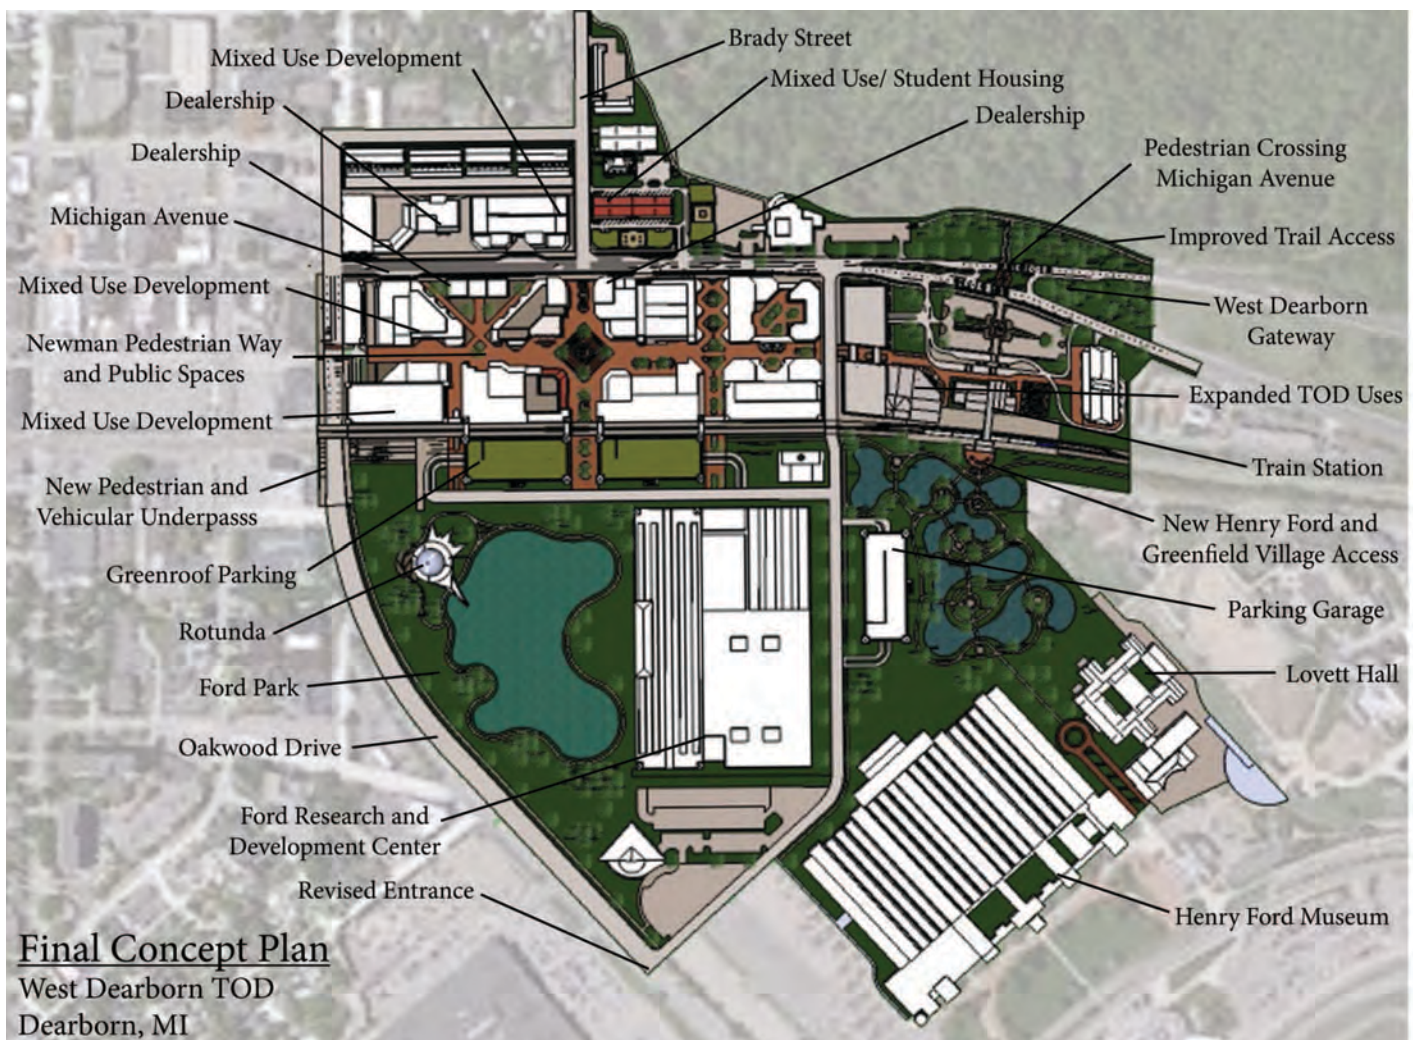 Brady Street
Mixed Use Development
Mixed Use/ Student Housing
Dealership
Dealership
Dealership
Pedestrian Crossing
Michigan Avenue
Michigan Avenue
Improved Trail Access
Mixed Use Development
West Dearborn
Gateway
Newman Pedestrian Way
and Public Spaces
Expanded TOD Uses
Mixed Use Development
Train Station
New Pedestrian and
Vehicular Underpasss
New Henry Ford and
Greenfield Village Access
Greenroof Parking
Parking Garage
Rotunda
Lovett Hall
Ford Park
Oakwood Drive
Ford Research and
Development Center
Revised Entrance
Henry Ford Museum
Final Concept Plan
West Dearborn TOD
Dearborn, MI